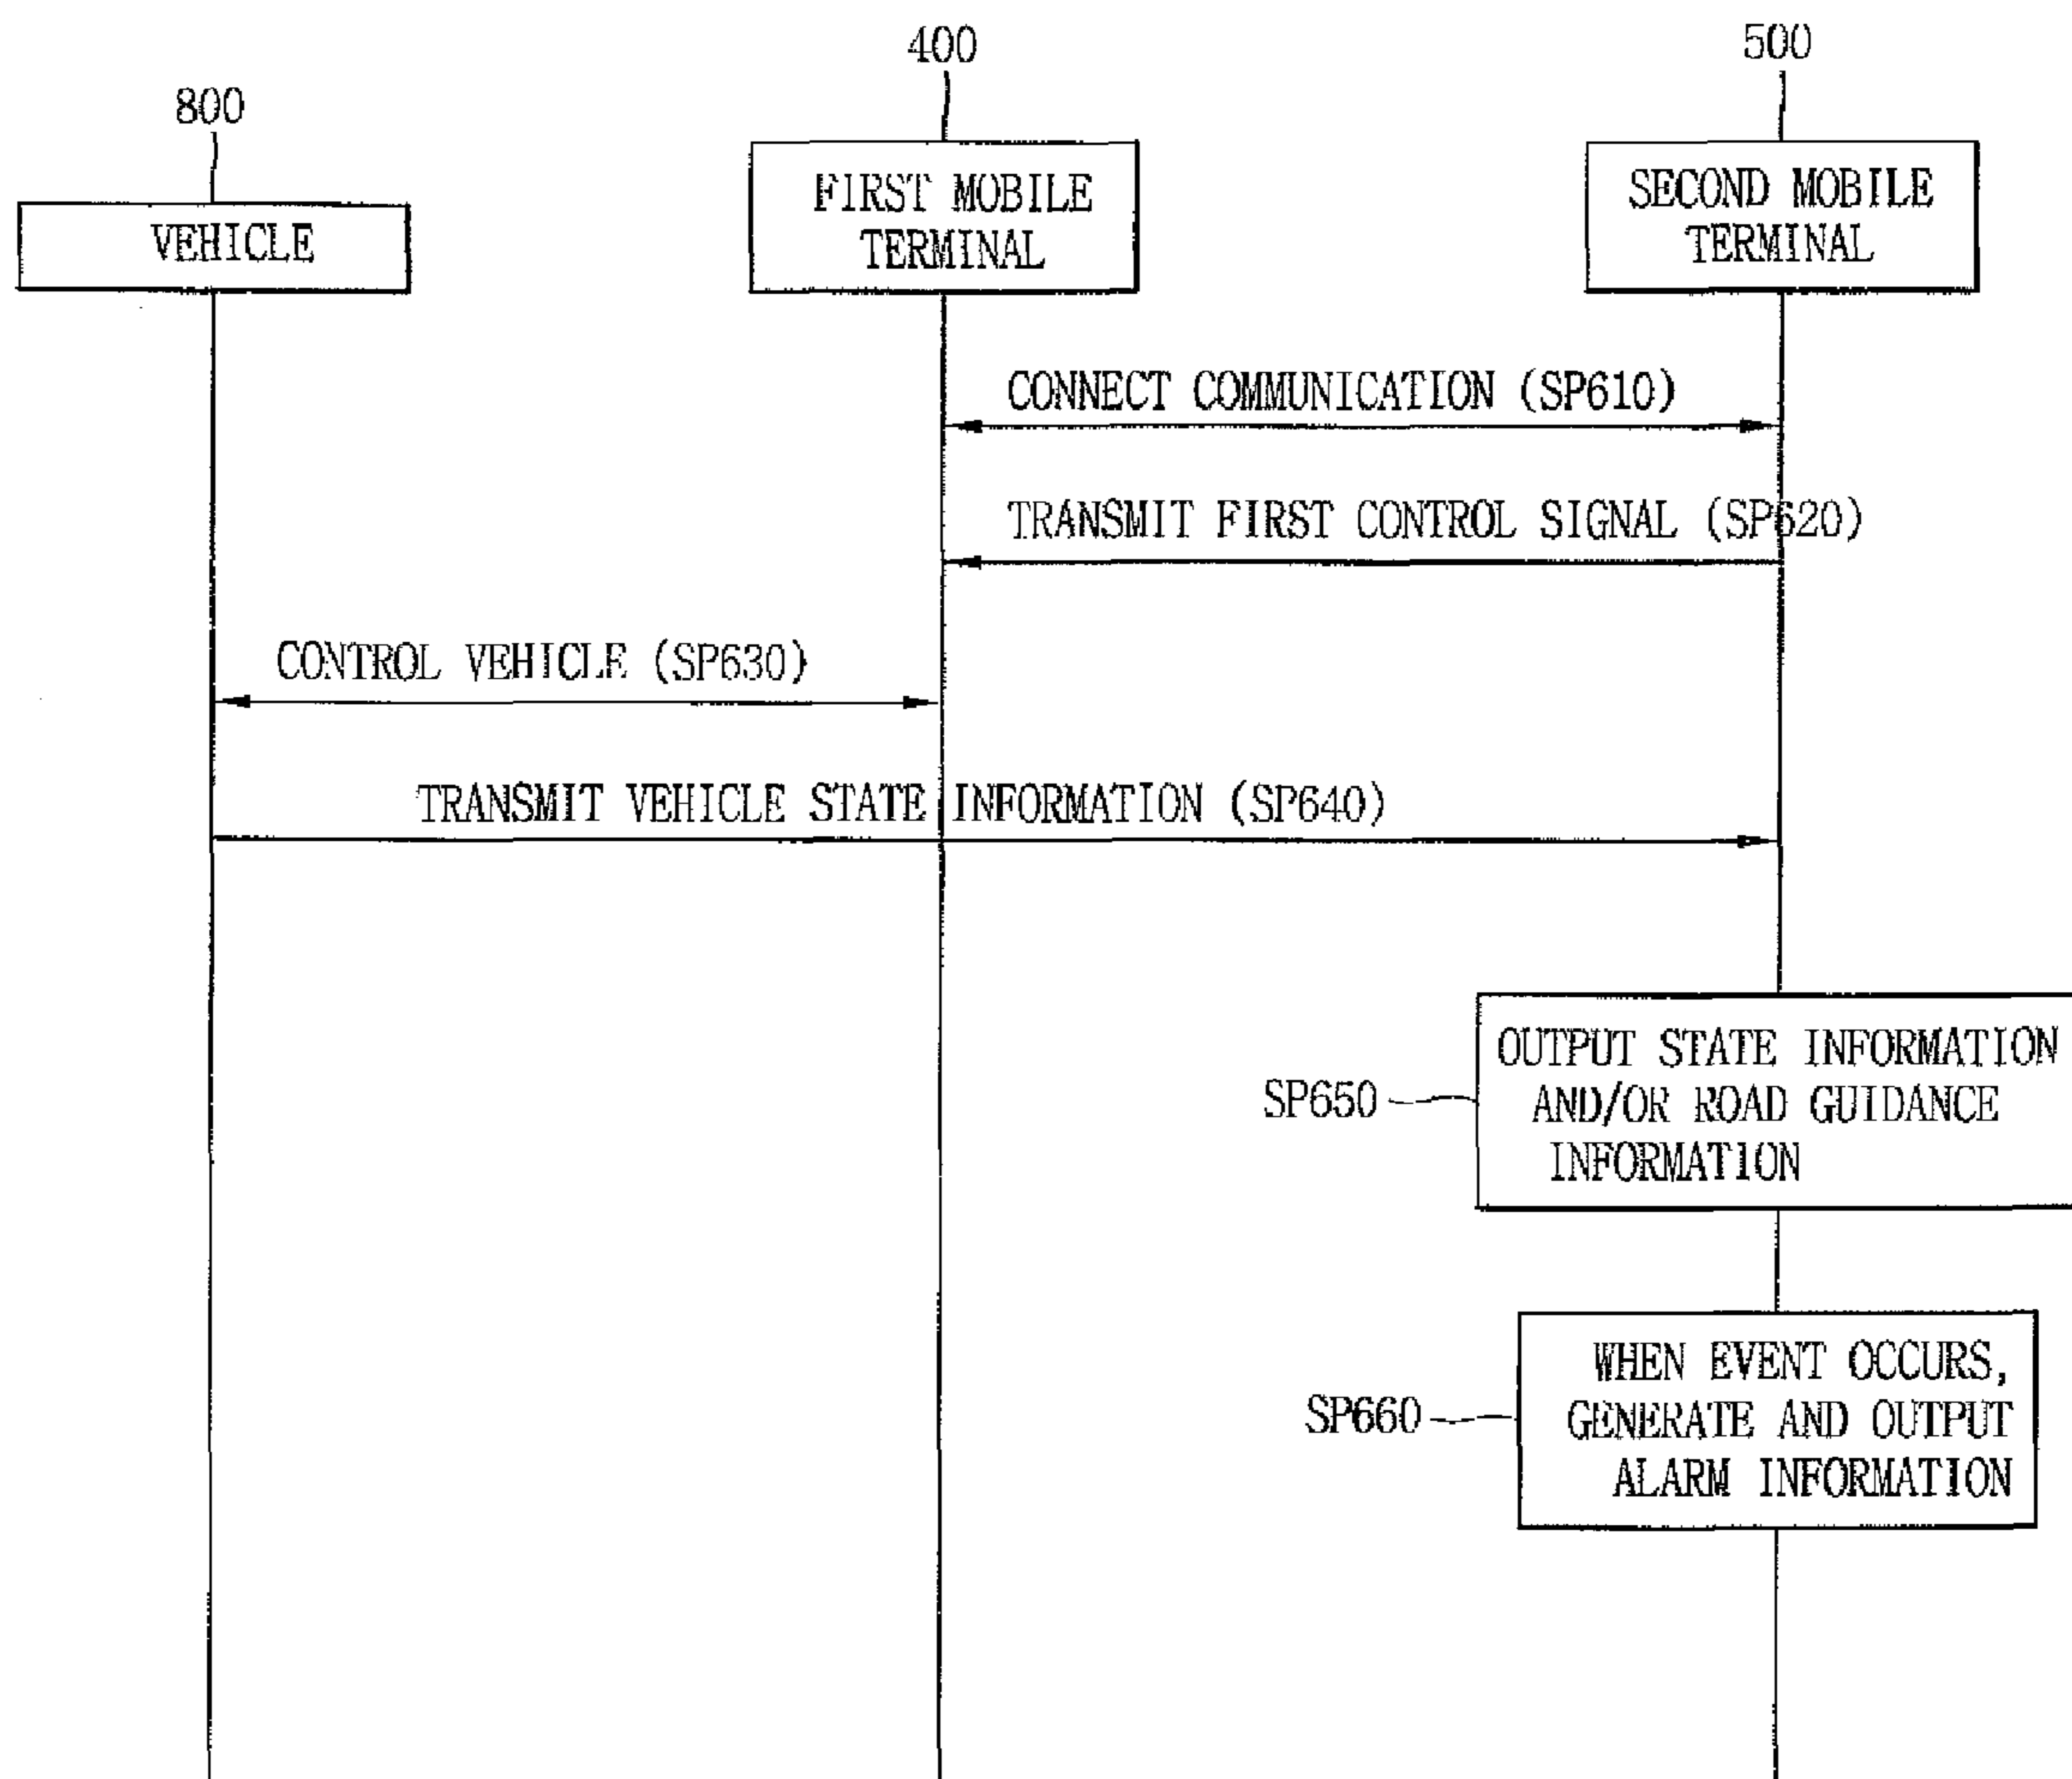 400
500
800
FIRST MOBILE
TERMINAL
SECOND MOBILE
TERMINAL
VEHICLE
CONNECT COMMUNICATION (SP610)
TRANSMIT FIRST CONTROL SIGNAL (SP620)
CONTROL VEHICLE (SP630)
TRANSMIT VEHICLE STATE INFORMATION (SP640)
OUTPUT STATE INFORMATION
AND/OR ROAD GUIDANCE
INFORMATION
SP650
WHEN EVENT OCCURS,
GENERATE AND OUTPUT
ALARM INFORMATION
SP660